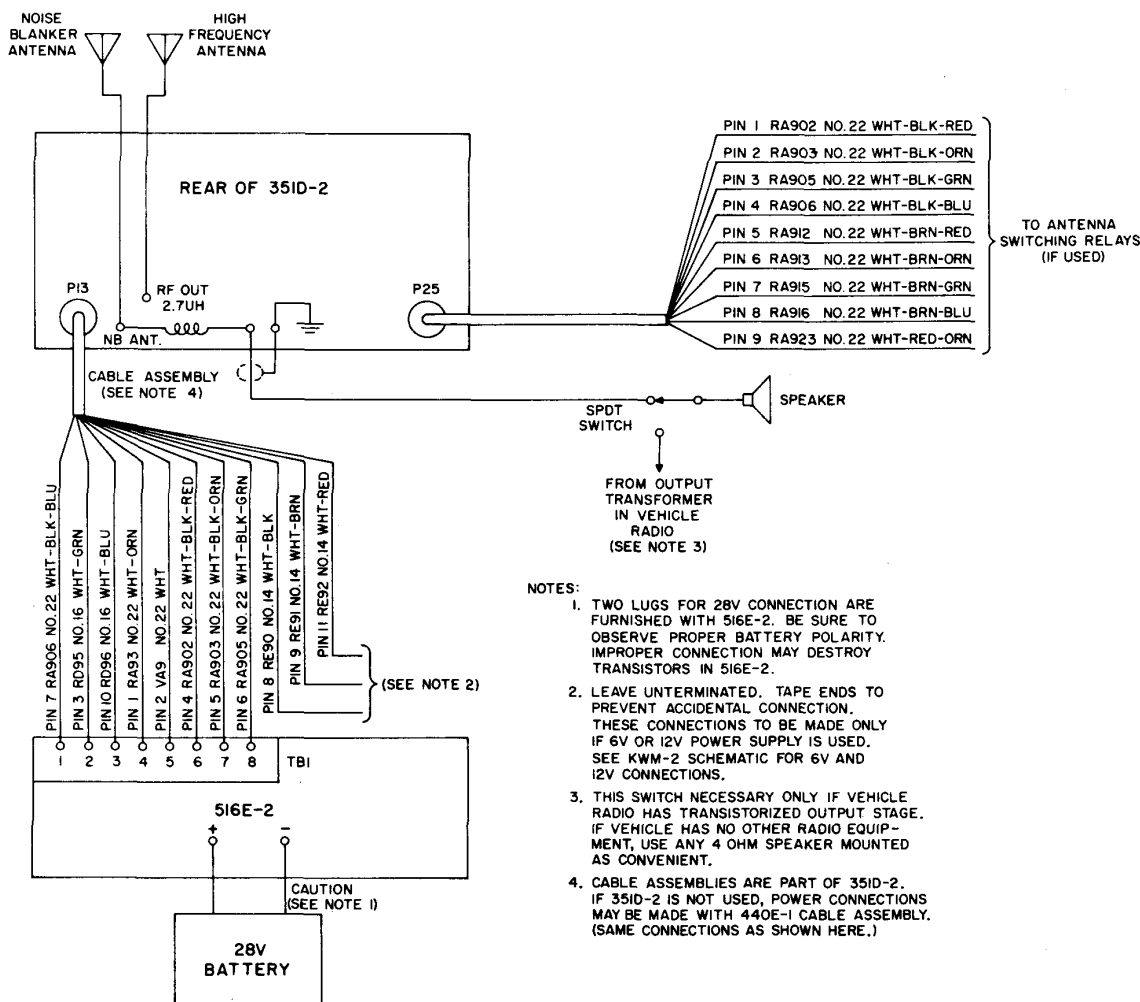 NOISE
BLANKER
ANTENNA
HIGH
FREQUENCY
ANTENNA
REAR OF 351D-2
P13
RF OUT
2.7UH
P25
NB ANT.
PIN 1 RA902 NO.22 WHT-BLK-RED
PIN 2 RA903 NO.22 WHT-BLK-ORN
PIN 3 RA905 NO.22 WHT-BLK-GRN
PIN 4 RA906 NO.22 WHT-BLK-BLU
PIN 5 RA912 NO.22 WHT-BRN-RED
PIN 6 RA913 NO.22 WHT-BRN-ORN
PIN 7 RA915 NO.22 WHT-BRN-GRN
PIN 8 RA916 NO.22 WHT-BRN-BLU
PIN 9 RA923 NO.22 WHT-RED-ORN
TO ANTENNA
SWITCHING RELAYS
(IF USED)
CABLE ASSEMBLY
(SEE NOTE 4)
SPDT
SWITCH
SPEAKER
FROM OUTPUT
TRANSFORMER
IN VEHICLE
RADIO
(SEE NOTE 3)
PIN 7 RA906 NO.22 WHT-BLK-BLU
PIN 3 RD95 NO.16 WHT-GRN
PIN 10 RD96 NO.16 WHT-BLU
PIN 1 RA93 NO.22 WHT-ORN
PIN 2 VA9 NO.22 WHT
PIN 4 RA902 NO.22 WHT-BLK-RED
PIN 5 RA903 NO.22 WHT-BLK-ORN
PIN 6 RA905 NO.22 WHT-BLK-GRN
PIN 8 RE90 NO.14 WHT-BLK
PIN 9 RE91 NO.14 WHT-BRN
PIN 11 RE92 NO.14 WHT-RED
(SEE NOTE 2)
1 2 3 4 5 6 7 8 TB1
516E-2
+ -
CAUTION
(SEE NOTE 1)
28V
BATTERY
NOTES:
1. TWO LUGS FOR 28V CONNECTION ARE
FURNISHED WITH 516E-2. BE SURE TO
OBSERVE PROPER BATTERY POLARITY.
IMPROPER CONNECTION MAY DESTROY
TRANSISTORS IN 516E-2.
2. LEAVE UNTERMINATED. TAPE ENDS TO
PREVENT ACCIDENTAL CONNECTION.
THESE CONNECTIONS TO BE MADE ONLY
IF 6V OR 12V POWER SUPPLY IS USED.
SEE KWM-2 SCHEMATIC FOR 6V AND
12V CONNECTIONS.
3. THIS SWITCH NECESSARY ONLY IF VEHICLE
RADIO HAS TRANSISTORIZED OUTPUT STAGE.
IF VEHICLE HAS NO OTHER RADIO EQUIP-
MENT, USE ANY 4 OHM SPEAKER MOUNTED
AS CONVENIENT.
4. CABLE ASSEMBLIES ARE PART OF 351D-2.
IF 351D-2 IS NOT USED, POWER CONNECTIONS
MAY BE MADE WITH 440E-1 CABLE ASSEMBLY.
(SAME CONNECTIONS AS SHOWN HERE.)